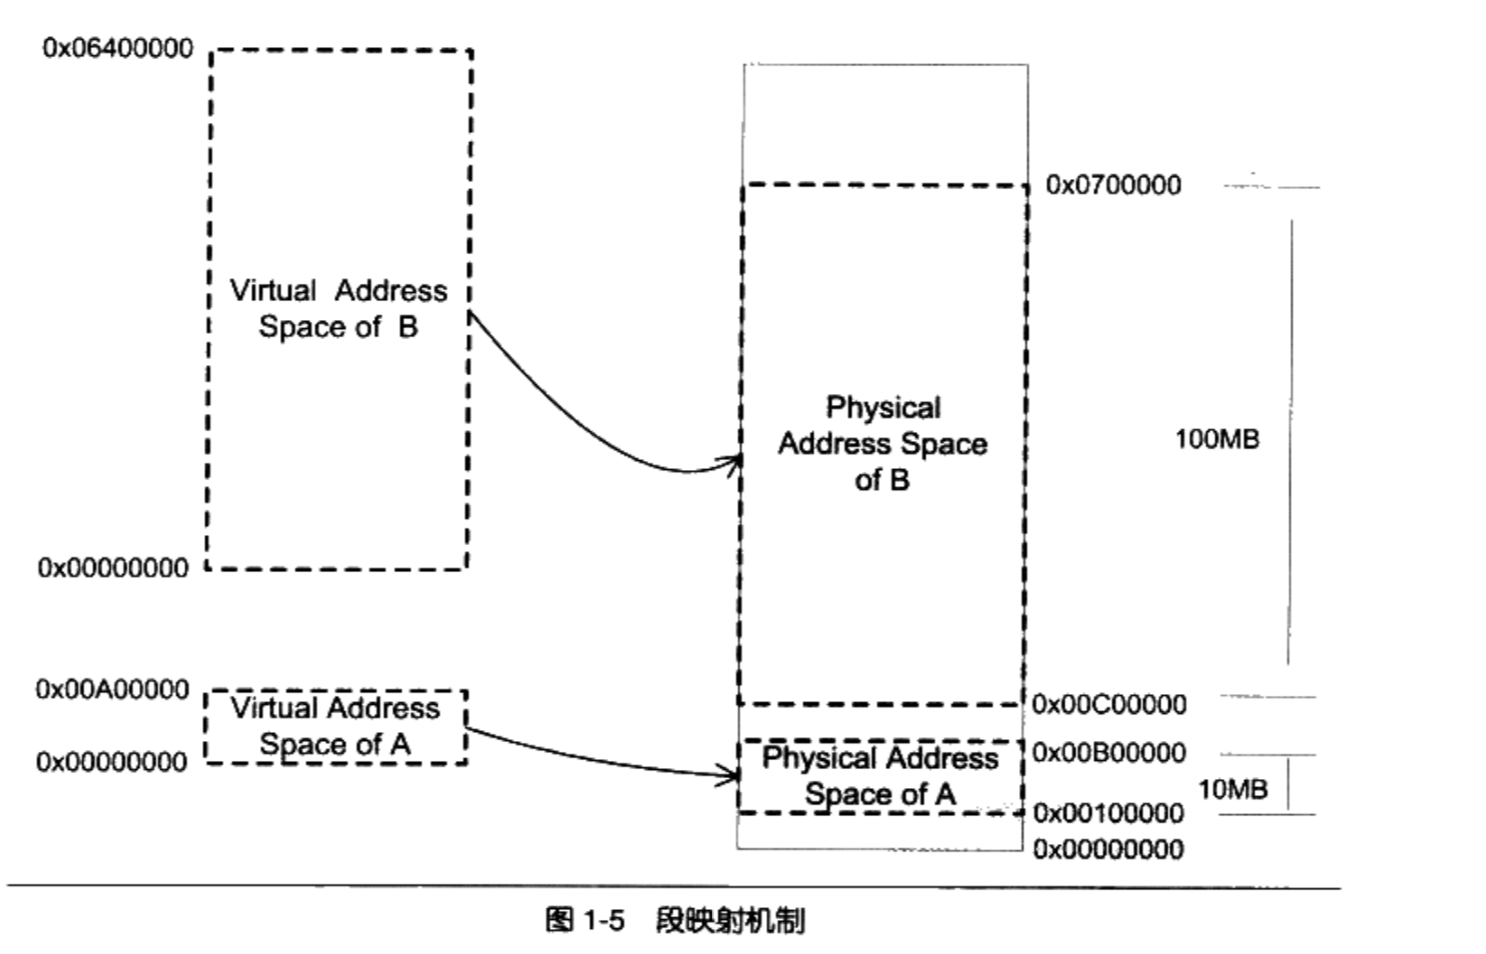 0x06400000
0x0700000
Virtual Address
Space of B
Physical
Address Space
of B
100MB
0x00000000
0x00A00000
Virtual Address
Space of A
0x00000000
0x00C00000
0x00B00000
Physical Address
Space of A
10MB
0x00100000
0x00000000
图 1-5 段映射机制